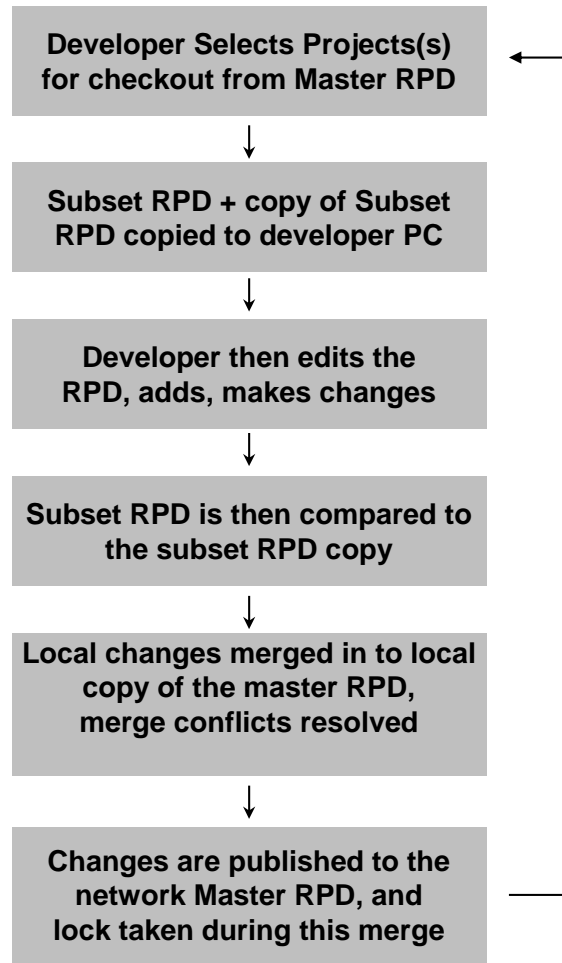 Developer Selects Projects(s)
for checkout from Master RPD
Subset RPD + copy of Subset
RPD copied to developer PC
Developer then edits the
RPD, adds, makes changes
Subset RPD is then compared to
the subset RPD copy
Local changes merged in to local
copy of the master RPD,
merge conflicts resolved
Changes are published to the
network Master RPD, and
lock taken during this merge